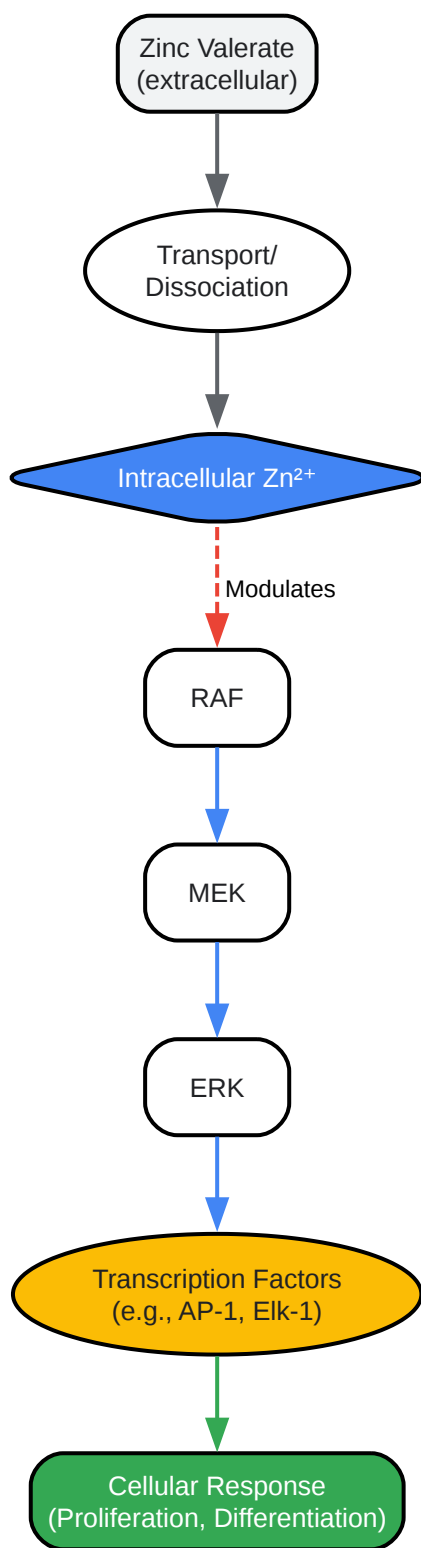 Zinc Valerate
(extracellular)
Transport/
Dissociation
Intracellular Zn²⁺
Modulates
RAF
MEK
ERK
Transcription Factors
(e.g., AP-1, Elk-1)
Cellular Response
(Proliferation, Differentiation)